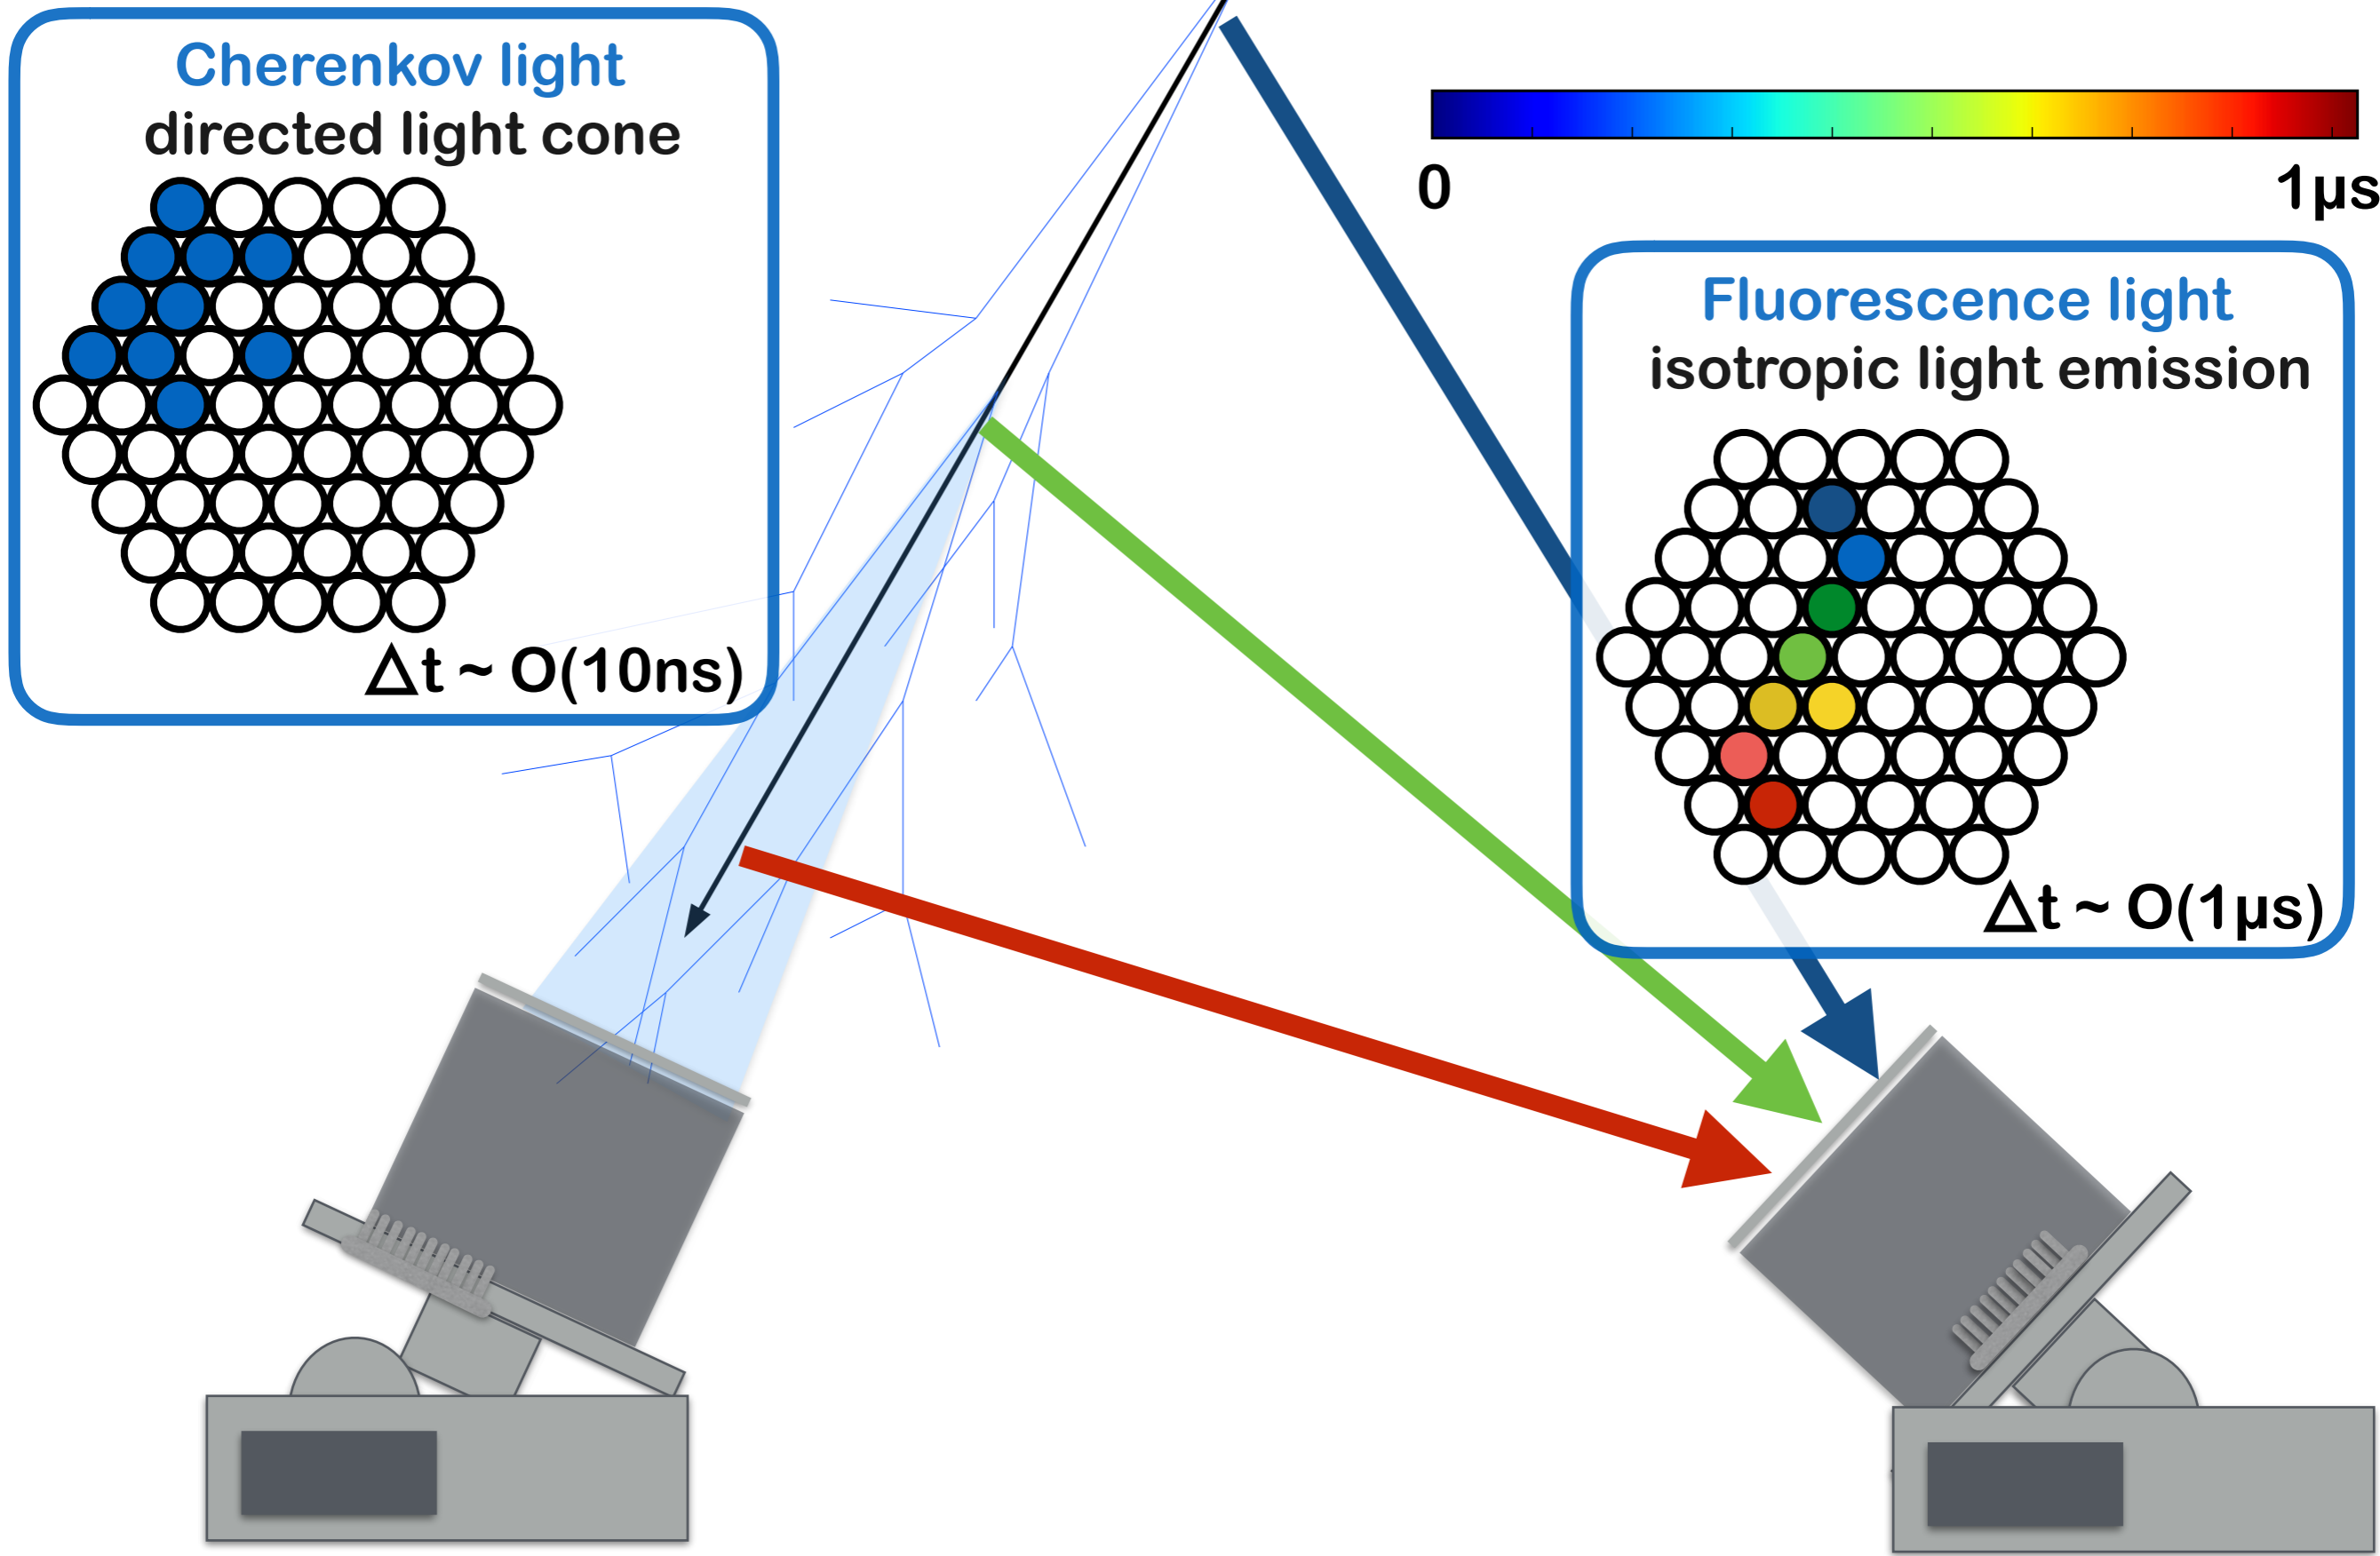 Cherenkov light
directed light cone
Δt ~ O(10ns)
0
1µs
Fluorescence light
isotropic light emission
Δt ~ O(1µs)